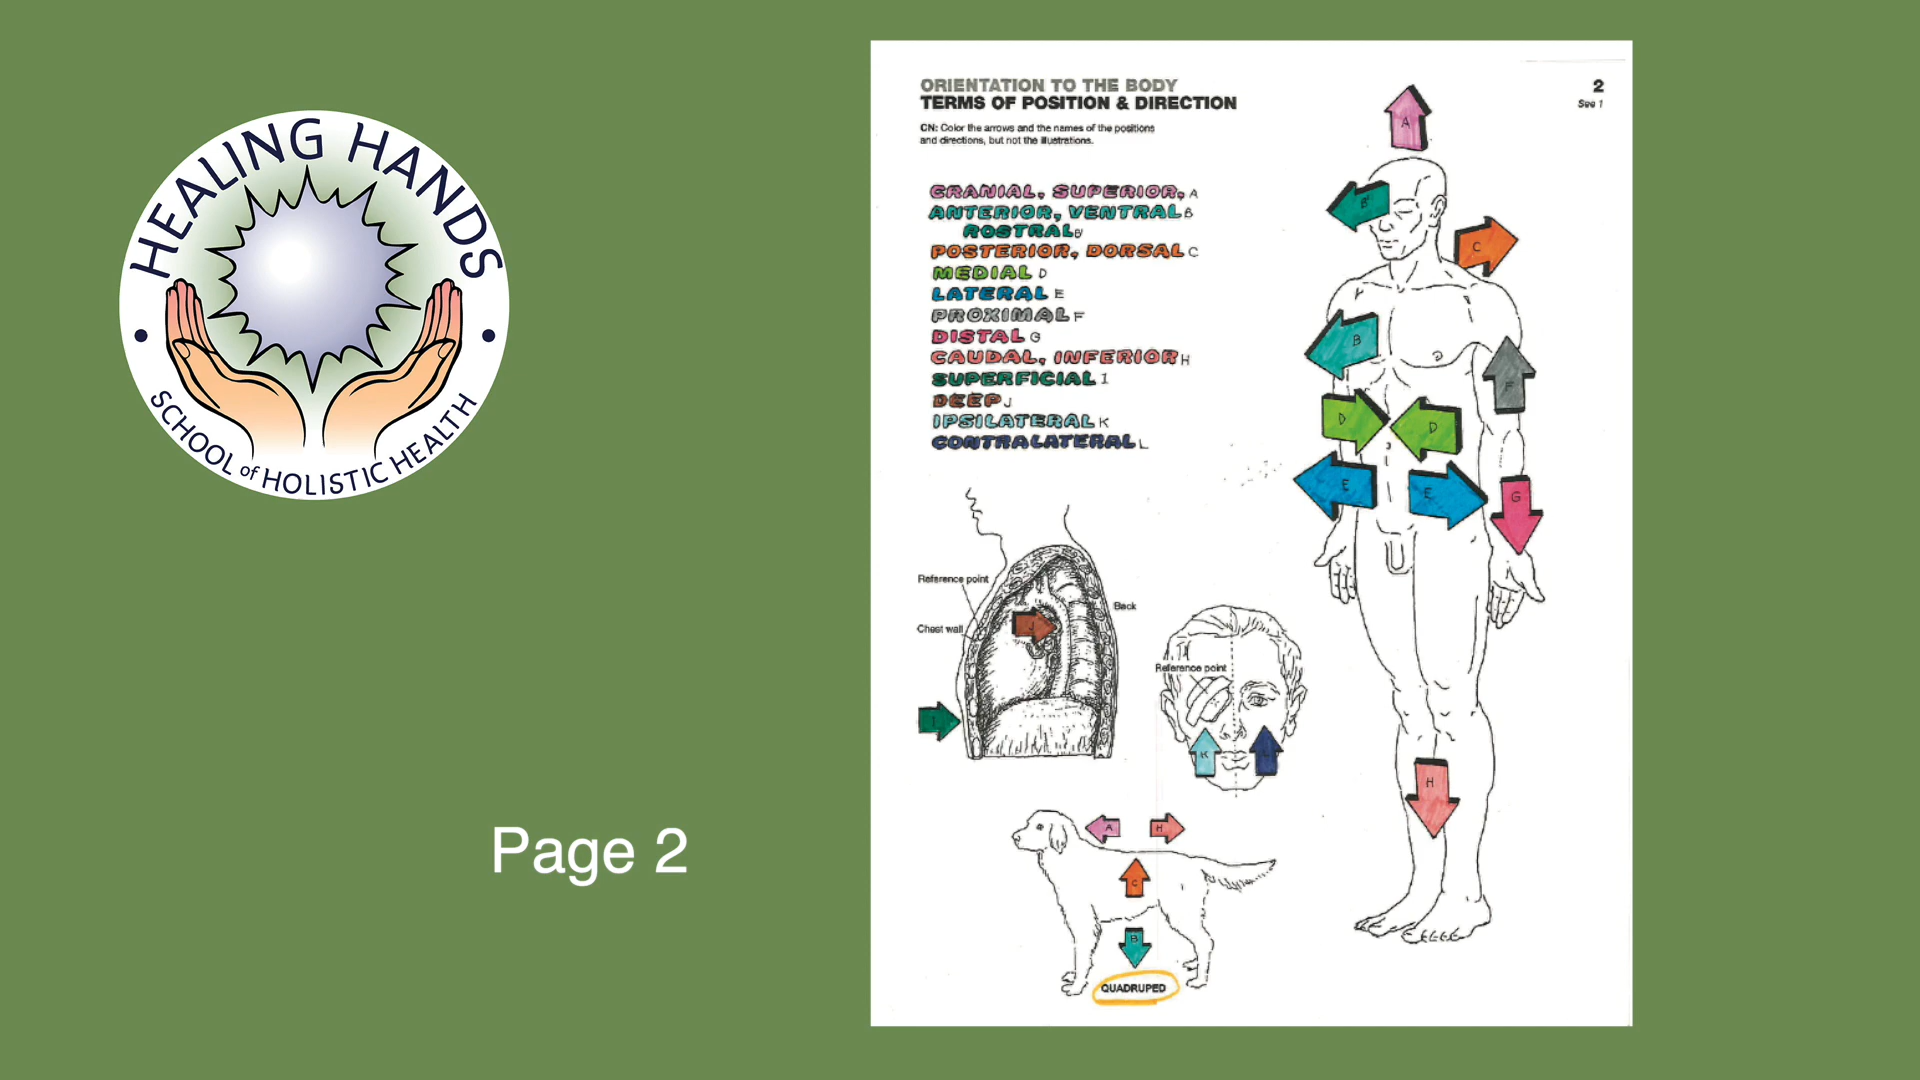 HEALING HANDS
SCHOOL of HOLISTIC HEALTH
Page 2
ORIENTATION TO THE BODY
TERMS OF POSITION & DIRECTION
CN: Color the arrows and the names of the positions
and directions, but not the illustrations.
2
See 1
CRANIAL, SUPERIOR, A
ANTERIOR, VENTRAL B
ROSTRAL B'
POSTERIOR, DORSAL C
MEDIAL D
LATERAL E
PROXIMAL F
DISTAL G
CAUDAL, INFERIOR H
SUPERFICIAL I
DEEP J
IPSILATERAL K
CONTRALATERAL L
A
B'
C
B
F
D
D
E
E
G
H
Reference point
Chest wall
Back
J
I
Reference point
K
L
A
H
C
B
QUADRUPED